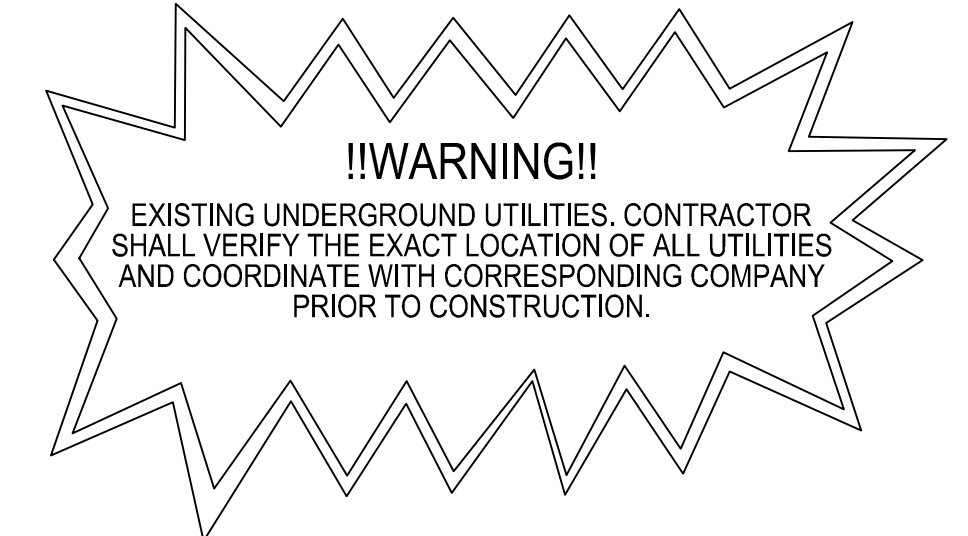 !!WARNING!!
EXISTING UNDERGROUND UTILITIES. CONTRACTOR
SHALL VERIFY THE EXACT LOCATION OF ALL UTILITIES
AND COORDINATE WITH CORRESPONDING COMPANY
PRIOR TO CONSTRUCTION.